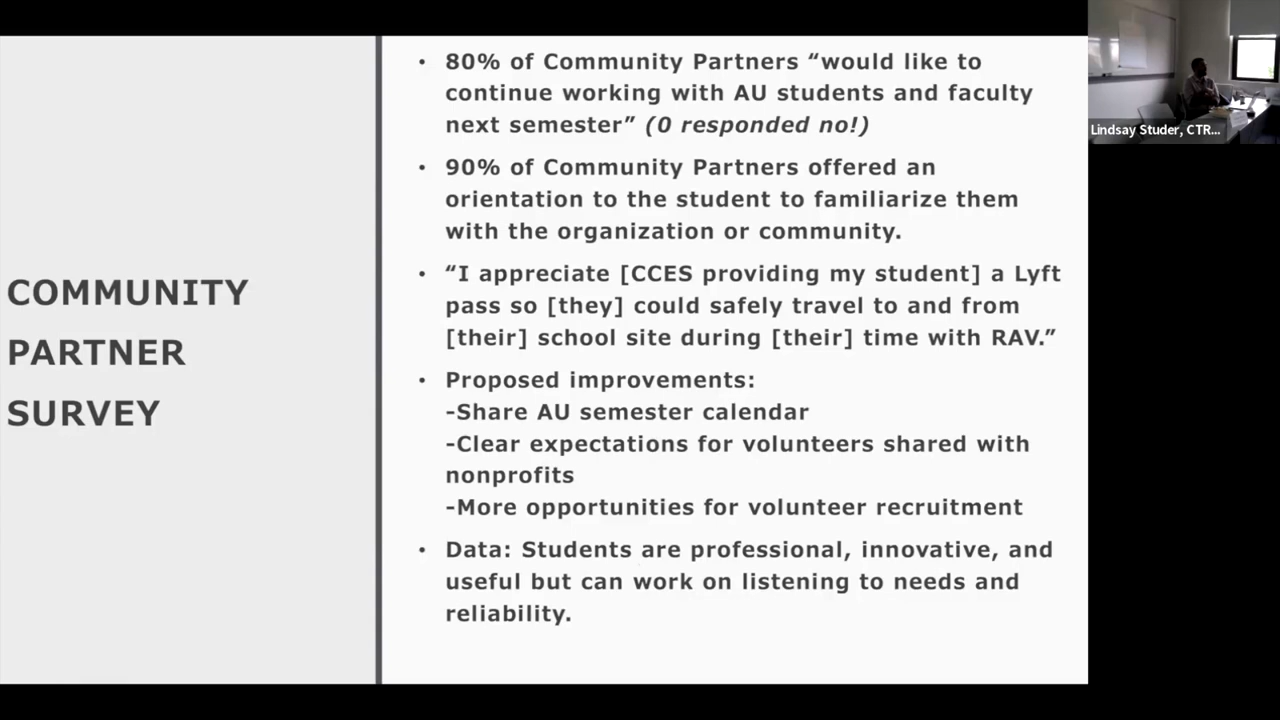 COMMUNITY
PARTNER
SURVEY
• 80% of Community Partners “would like to
continue working with AU students and faculty
next semester” (0 responded no!)
• 90% of Community Partners offered an
orientation to the student to familiarize them
with the organization or community.
• “I appreciate [CCES providing my student] a Lyft
pass so [they] could safely travel to and from
[their] school site during [their] time with RAV.”
• Proposed improvements:
-Share AU semester calendar
-Clear expectations for volunteers shared with
nonprofits
-More opportunities for volunteer recruitment
• Data: Students are professional, innovative, and
useful but can work on listening to needs and
reliability.
Lindsay Studer, CTR...